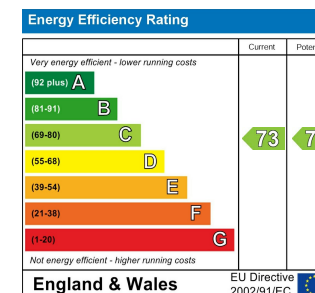 Energy Efficiency Rating
Current
Very energy efficient - lower running costs
(92 plus) A
(81-91) B
(69-80) C
73
(55-68) D
(39-54) E
(21-38) F
(1-20) G
Not energy efficient - higher running costs
England & Wales
EU Directive
2002/91/EC